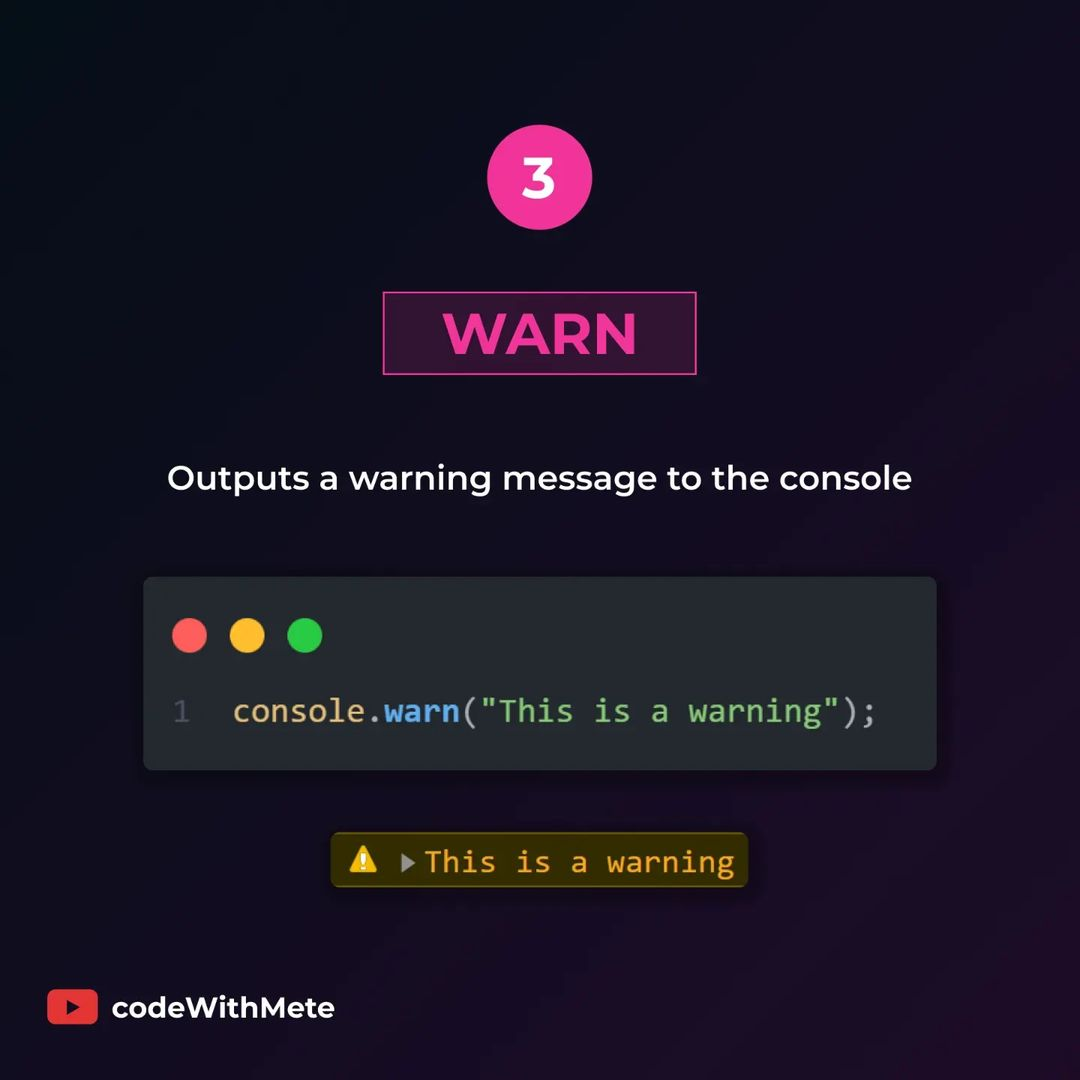 3
WARN
Outputs a warning message to the console
1 console.warn("This is a warning");
This is a warning
codeWithMete